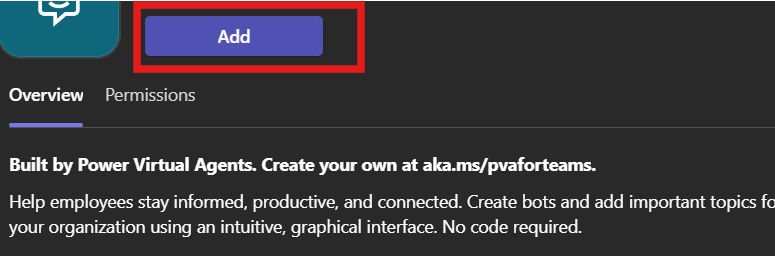 Add
Overview Permissions
Built by Power Virtual Agents. Create your own at aka.ms/pvaforteams.
Help employees stay informed, productive, and connected. Create bots and add important topics fo
your organization using an intuitive, graphical interface. No code required.